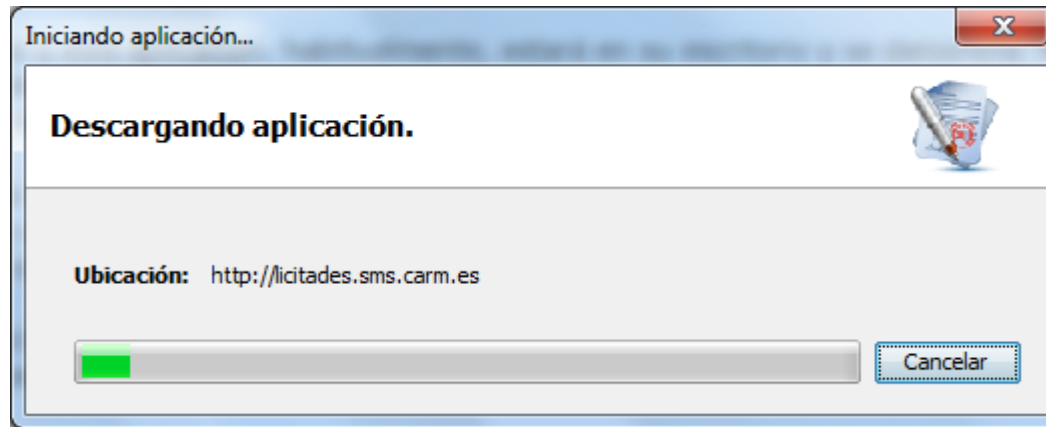 Iniciando aplicación...
Descargando aplicación.
Ubicación: http://licitades.sms.carm.es
Cancelar